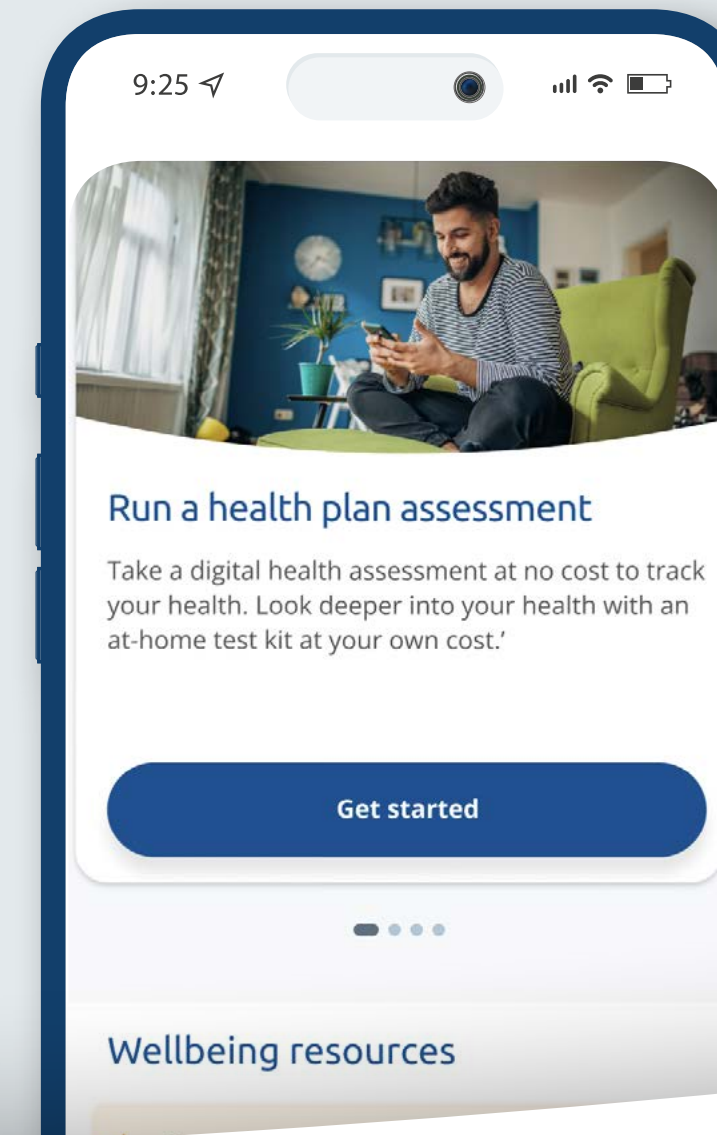 9:25
Run a health plan assessment
Take a digital health assessment at no cost to track
your health. Look deeper into your health with an
at-home test kit at your own cost.’
Get started
Wellbeing resources